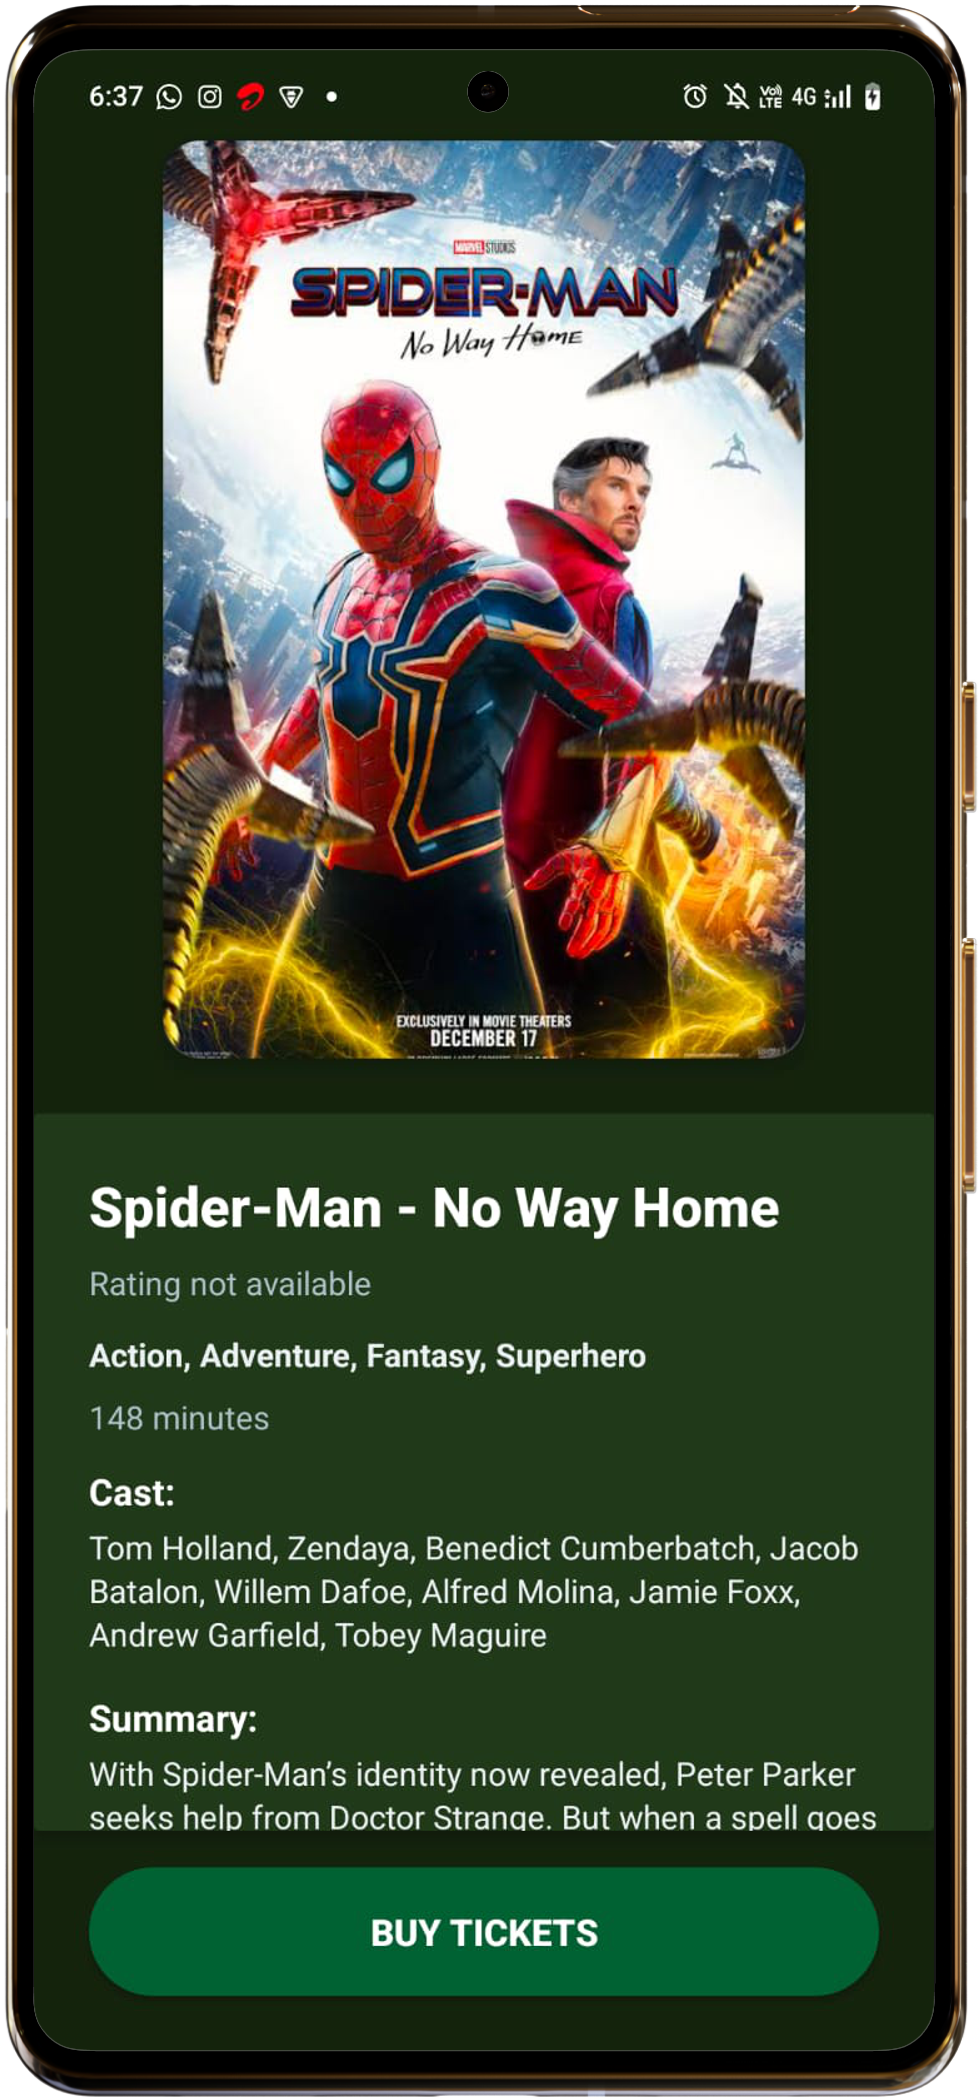 6:37
Vo))
LTE 4G
MARVEL STUDIOS
SPIDER-MAN
No Way Home
EXCLUSIVELY IN MOVIE THEATERS
DECEMBER 17
Spider-Man - No Way Home
Rating not available
Action, Adventure, Fantasy, Superhero
148 minutes
Cast:
Tom Holland, Zendaya, Benedict Cumberbatch, Jacob
Batalon, Willem Dafoe, Alfred Molina, Jamie Foxx,
Andrew Garfield, Tobey Maguire
Summary:
With Spider-Man’s identity now revealed, Peter Parker
seeks help from Doctor Strange. But when a spell goes
BUY TICKETS